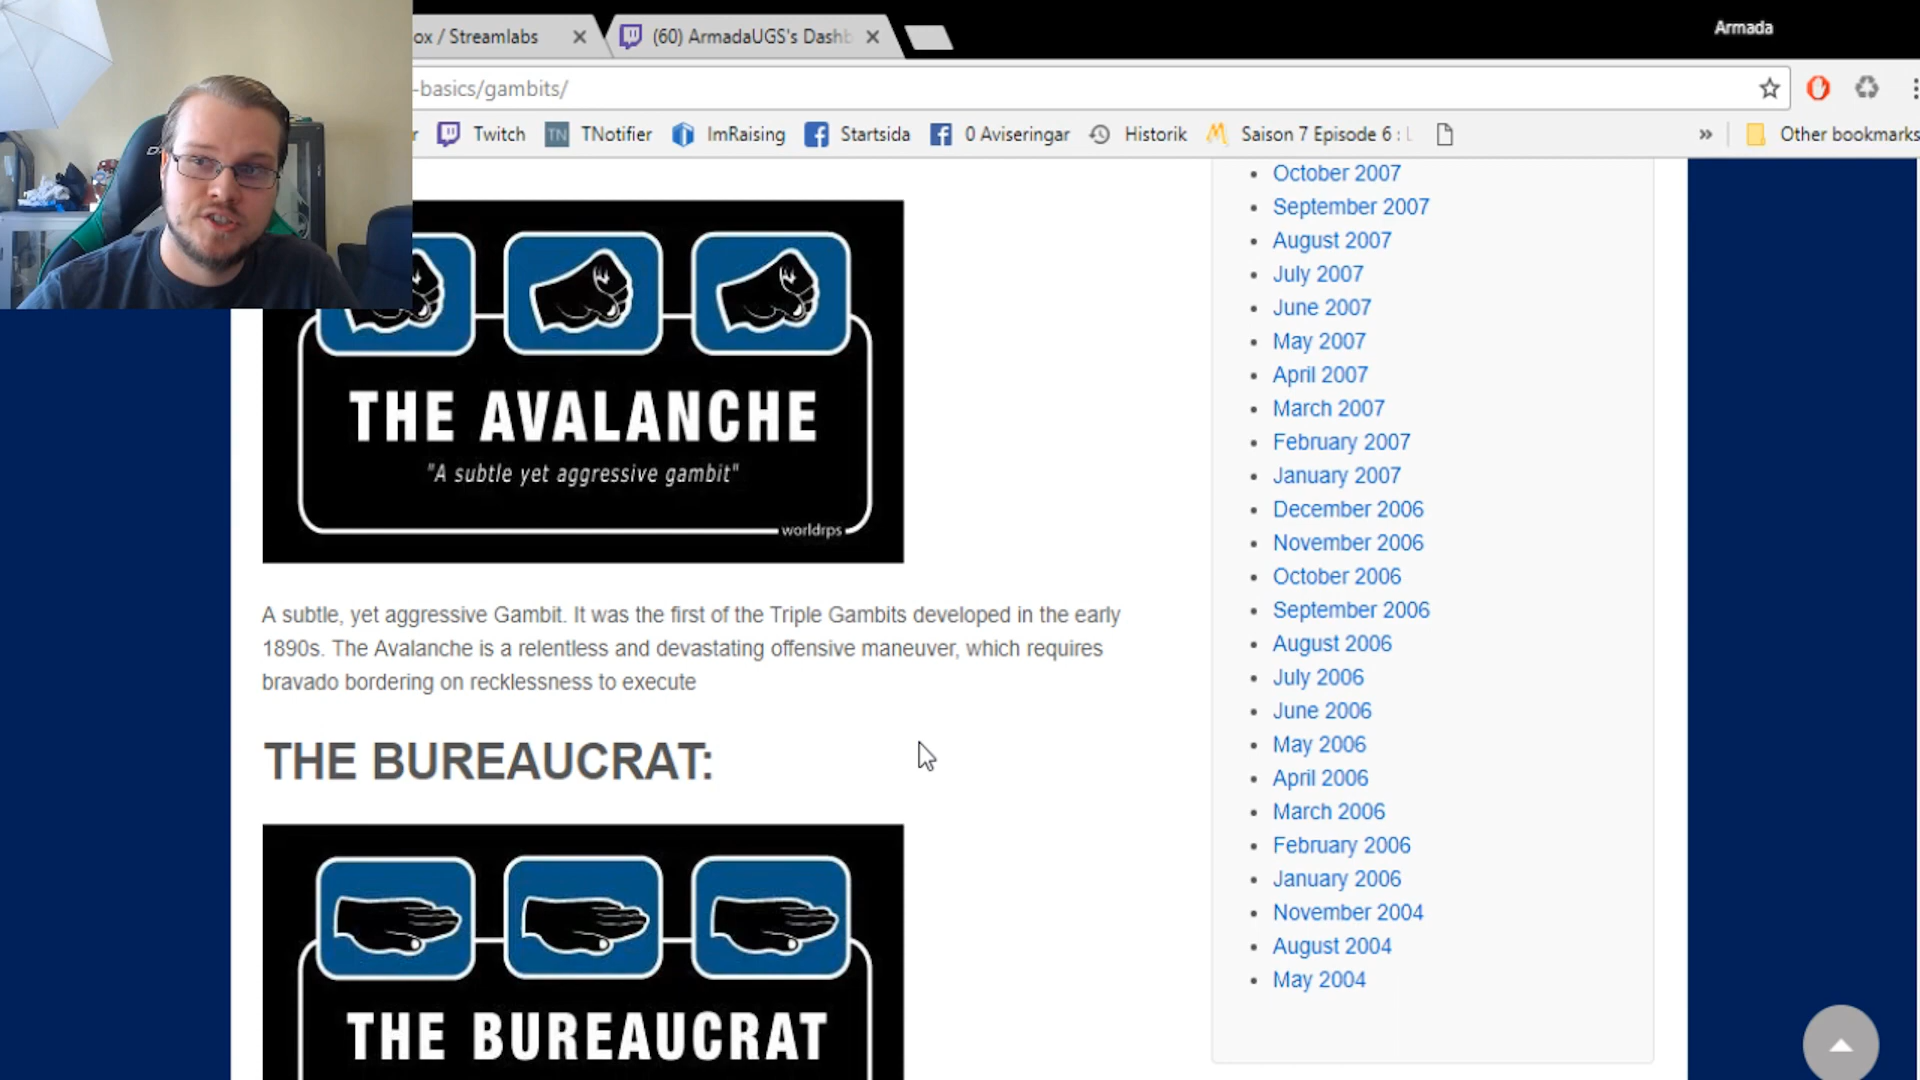 Armada
ox / Streamlabs
(60) ArmadaUGS's Dashb
-basics/gambits/
r
Twitch
TN
TNotifier
ImRaising
Startsida
0 Aviseringar
Historik
Saison 7 Episode 6 : L
»
Other bookmarks
THE AVALANCHE
"A subtle yet aggressive gambit"
worldrps
A subtle, yet aggressive Gambit. It was the first of the Triple Gambits developed in the early
1890s. The Avalanche is a relentless and devastating offensive maneuver, which requires
bravado bordering on recklessness to execute
THE BUREAUCRAT:
THE BUREAUCRAT
October 2007
September 2007
August 2007
July 2007
June 2007
May 2007
April 2007
March 2007
February 2007
January 2007
December 2006
November 2006
October 2006
September 2006
August 2006
July 2006
June 2006
May 2006
April 2006
March 2006
February 2006
January 2006
November 2004
August 2004
May 2004